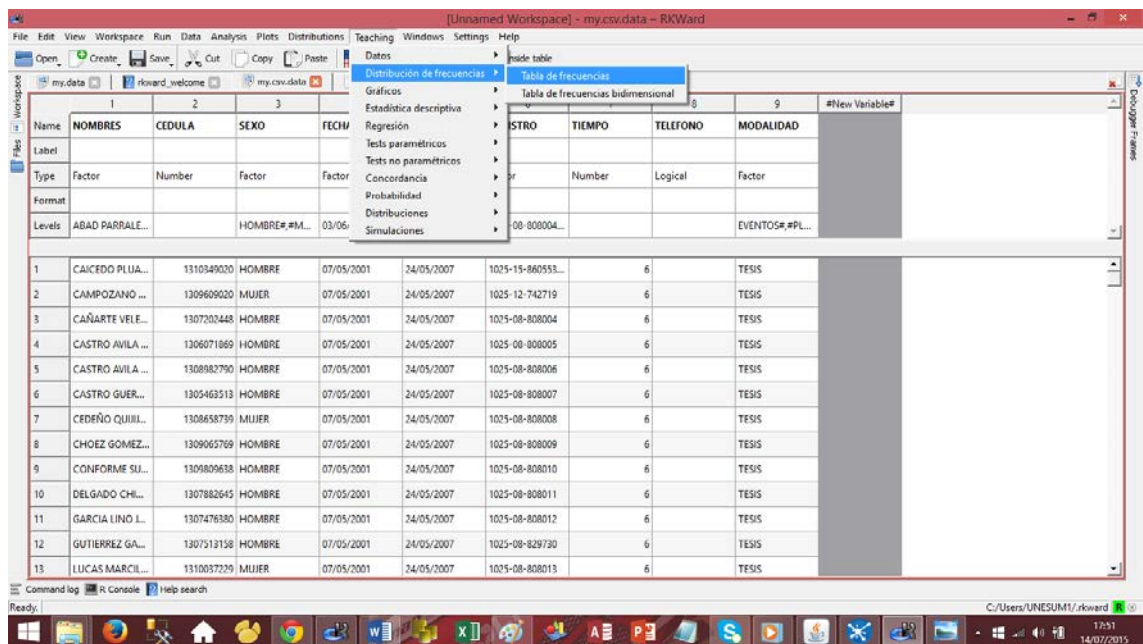 [Unnamed Workspace] - my.csv.data – RKWard
File Edit View Workspace Run Data Analysis Plots Distributions Teaching Windows Settings Help
Open Create Save Cut Copy Paste nside table
my.data rkward_welcome my.csv.data
Datos
Distribución de frecuencias
Gráficos
Estadística descriptiva
Regresión
Tests paramétricos
Tests no paramétricos
Concordancia
Probabilidad
Distribuciones
Simulaciones
Tabla de frecuencias
Tabla de frecuencias bidimensional
Workspace
Files
Debugger Frames
1 2 3 8 9 #New Variable#
Name NOMBRES CEDULA SEXO FECHA ISTRO TIEMPO TELEFONO MODALIDAD
Label
Type Factor Number Factor Factor Number Logical Factor
Format
Levels ABAD PARRALE... HOMBRE#,#M... 03/06/ -08-808004... EVENTOS#,#PL...
1 CAICEDO PLUA... 1310349020 HOMBRE 07/05/2001 24/05/2007 1025-15-860553... 6 TESIS
2 CAMPOZANO ... 1309609020 MUJER 07/05/2001 24/05/2007 1025-12-742719 6 TESIS
3 CAÑARTE VELE... 1307202448 HOMBRE 07/05/2001 24/05/2007 1025-08-808004 6 TESIS
4 CASTRO AVILA ... 1306071869 HOMBRE 07/05/2001 24/05/2007 1025-08-808005 6 TESIS
5 CASTRO AVILA ... 1308982790 HOMBRE 07/05/2001 24/05/2007 1025-08-808006 6 TESIS
6 CASTRO GUER... 1305463513 HOMBRE 07/05/2001 24/05/2007 1025-08-808007 6 TESIS
7 CEDEÑO QUIIJ... 1308658739 MUJER 07/05/2001 24/05/2007 1025-08-808008 6 TESIS
8 CHOEZ GOMEZ... 1309065769 HOMBRE 07/05/2001 24/05/2007 1025-08-808009 6 TESIS
9 CONFORME SU... 1309809638 HOMBRE 07/05/2001 24/05/2007 1025-08-808010 6 TESIS
10 DELGADO CHI... 1307882645 HOMBRE 07/05/2001 24/05/2007 1025-08-808011 6 TESIS
11 GARCIA LINO J... 1307476380 HOMBRE 07/05/2001 24/05/2007 1025-08-808012 6 TESIS
12 GUTIERREZ GA... 1307513158 HOMBRE 07/05/2001 24/05/2007 1025-08-829730 6 TESIS
13 LUCAS MARCIL... 1310037229 MUJER 07/05/2001 24/05/2007 1025-08-808013 6 TESIS
Command log R Console Help search
Ready. C:/Users/UNESUM1/.rkward R
17:51
14/07/2017